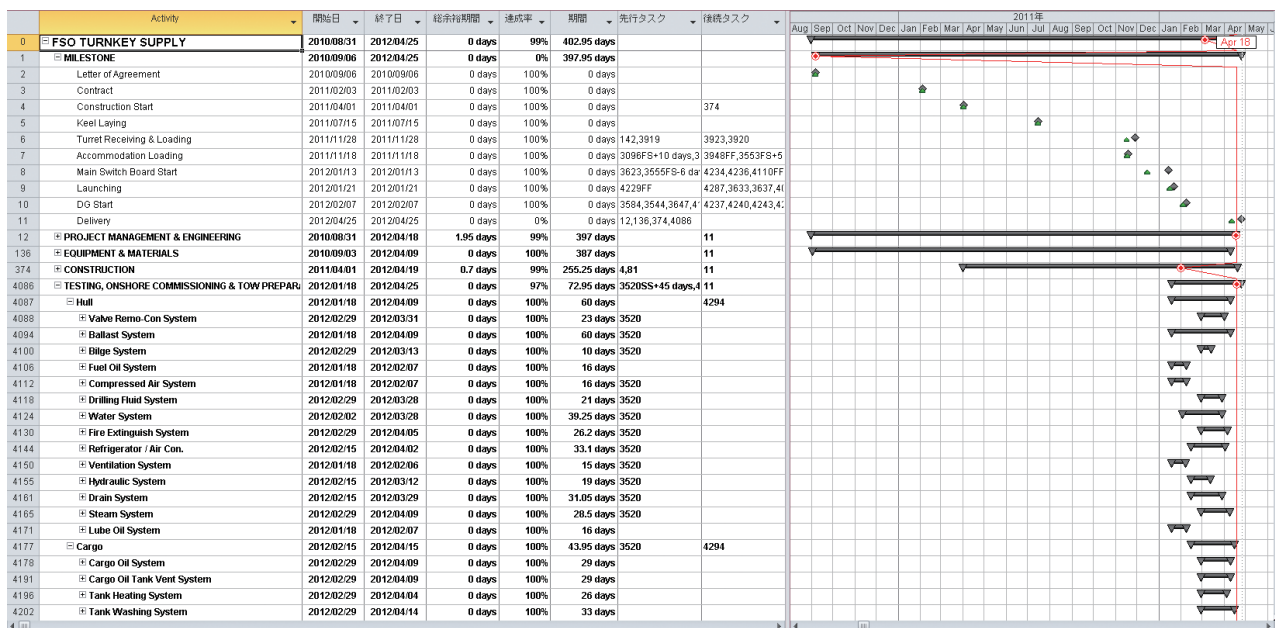 Activity 開始日 終了日 総余裕期間 達成率 期間 先行タスク 後続タスク
2011年
Aug Sep Oct Nov Dec Jan Feb Mar Apr May Jun Jul Aug Sep Oct Nov Dec Jan Feb Mar Apr May
0 FSO TURNKEY SUPPLY 2010/08/31 2012/04/25 0 days 99% 402.95 days
Apr 18
1 MILESTONE 2010/09/06 2012/04/25 0 days 0% 397.95 days
2 Letter of Agreement 2010/09/06 2010/09/06 0 days 100% 0 days
3 Contract 2011/02/03 2011/02/03 0 days 100% 0 days
4 Construction Start 2011/04/01 2011/04/01 0 days 100% 0 days 374
5 Keel Laying 2011/07/15 2011/07/15 0 days 100% 0 days
6 Turret Receiving & Loading 2011/11/28 2011/11/28 0 days 100% 0 days 142,3919 3923,3920
7 Accommodation Loading 2011/11/18 2011/11/18 0 days 100% 0 days 3096FS+10 days,3 3948FF,3553FS+5
8 Main Switch Board Start 2012/01/13 2012/01/13 0 days 100% 0 days 3623,3555FS-6 da 4234,4236,4110FF
9 Launching 2012/01/21 2012/01/21 0 days 100% 0 days 4229FF 4287,3633,3637,4
10 DG Start 2012/02/07 2012/02/07 0 days 100% 0 days 3584,3544,3647,4 4237,4240,4243,4
11 Delivery 2012/04/25 2012/04/25 0 days 0% 0 days 12,136,374,4086
12 PROJECT MANAGEMENT & ENGINEERING 2010/08/31 2012/04/18 1.95 days 99% 397 days 11
136 EQUIPMENT & MATERIALS 2010/09/03 2012/04/09 0 days 100% 387 days 11
374 CONSTRUCTION 2011/04/01 2012/04/19 0.7 days 99% 255.25 days 4,81 11
4086 TESTING, ONSHORE COMMISSIONING & TOW PREPAR 2012/01/18 2012/04/25 0 days 97% 72.95 days 3520SS+45 days,4 11
4087 Hull 2012/01/18 2012/04/09 0 days 100% 60 days 4294
4088 Valve Remo-Con System 2012/02/29 2012/03/31 0 days 100% 23 days 3520
4094 Ballast System 2012/01/18 2012/04/09 0 days 100% 60 days 3520
4100 Bilge System 2012/02/29 2012/03/13 0 days 100% 10 days 3520
4106 Fuel Oil System 2012/01/18 2012/02/07 0 days 100% 16 days
4112 Compressed Air System 2012/01/18 2012/02/07 0 days 100% 16 days 3520
4118 Drilling Fluid System 2012/02/29 2012/03/28 0 days 100% 21 days 3520
4124 Water System 2012/02/02 2012/03/28 0 days 100% 39.25 days 3520
4130 Fire Extinguish System 2012/02/29 2012/04/05 0 days 100% 26.2 days 3520
4144 Refrigerator / Air Con. 2012/02/15 2012/04/02 0 days 100% 33.1 days 3520
4150 Ventilation System 2012/01/18 2012/02/06 0 days 100% 15 days 3520
4155 Hydraulic System 2012/02/15 2012/03/12 0 days 100% 19 days 3520
4161 Drain System 2012/02/15 2012/03/29 0 days 100% 31.05 days 3520
4165 Steam System 2012/02/29 2012/04/09 0 days 100% 28.5 days 3520
4171 Lube Oil System 2012/01/18 2012/02/07 0 days 100% 16 days
4177 Cargo 2012/02/15 2012/04/15 0 days 100% 43.95 days 3520 4294
4178 Cargo Oil System 2012/02/29 2012/04/09 0 days 100% 29 days
4191 Cargo Oil Tank Vent System 2012/02/29 2012/04/09 0 days 100% 29 days
4196 Tank Heating System 2012/02/29 2012/04/04 0 days 100% 26 days
4202 Tank Washing System 2012/02/29 2012/04/14 0 days 100% 33 days